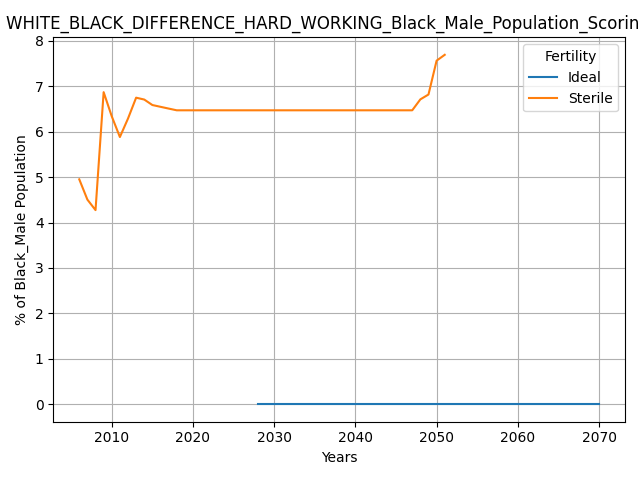 WHITE_BLACK_DIFFERENCE_HARD_WORKING_Black_Male_Population_Scorin
8
7
6
5
4
3
2
1
0
% of Black_Male Population
Fertility
Ideal
Sterile
2010 2020 2030 2040 2050 2060 2070
Years